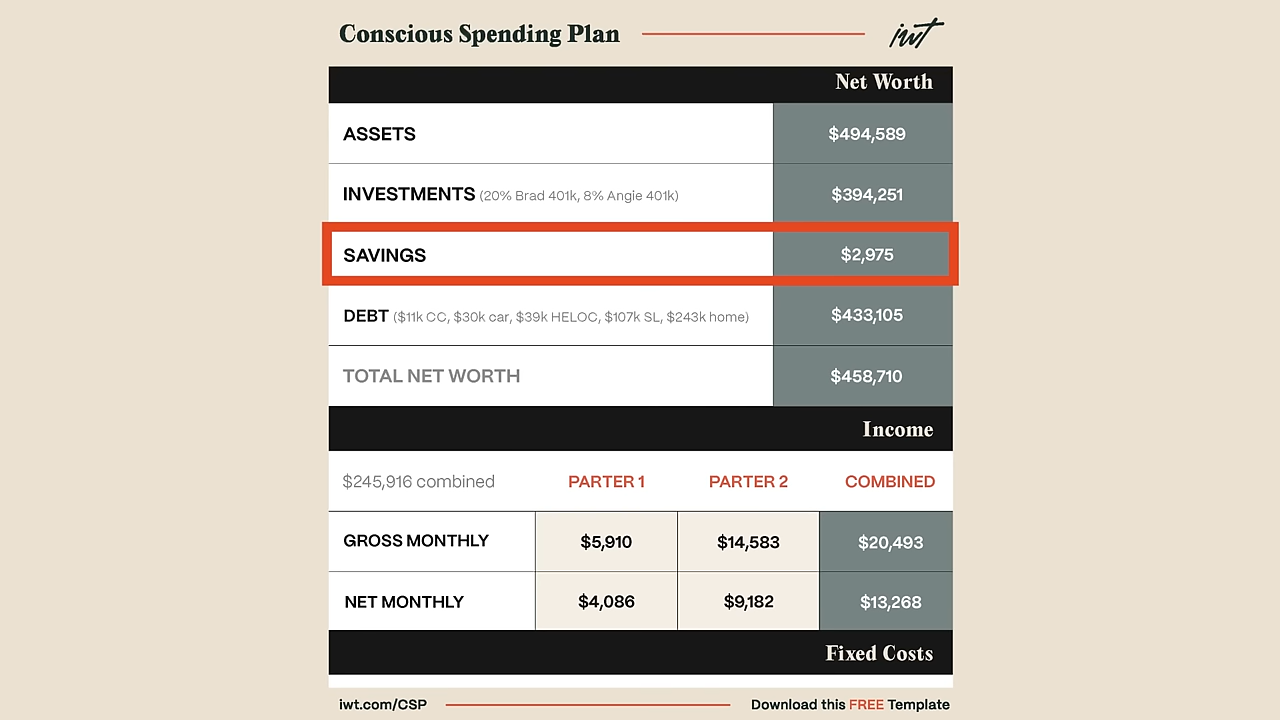 Conscious Spending Plan iwt
Net Worth
ASSETS $494,589
INVESTMENTS (20% Brad 401k, 8% Angie 401k) $394,251
SAVINGS $2,975
DEBT ($11k CC, $30k car, $39k HELOC, $107k SL, $243k home) $433,105
TOTAL NET WORTH $458,710
Income
$245,916 combined PARTER 1 PARTER 2 COMBINED
GROSS MONTHLY $5,910 $14,583 $20,493
NET MONTHLY $4,086 $9,182 $13,268
Fixed Costs
iwt.com/CSP Download this FREE Template